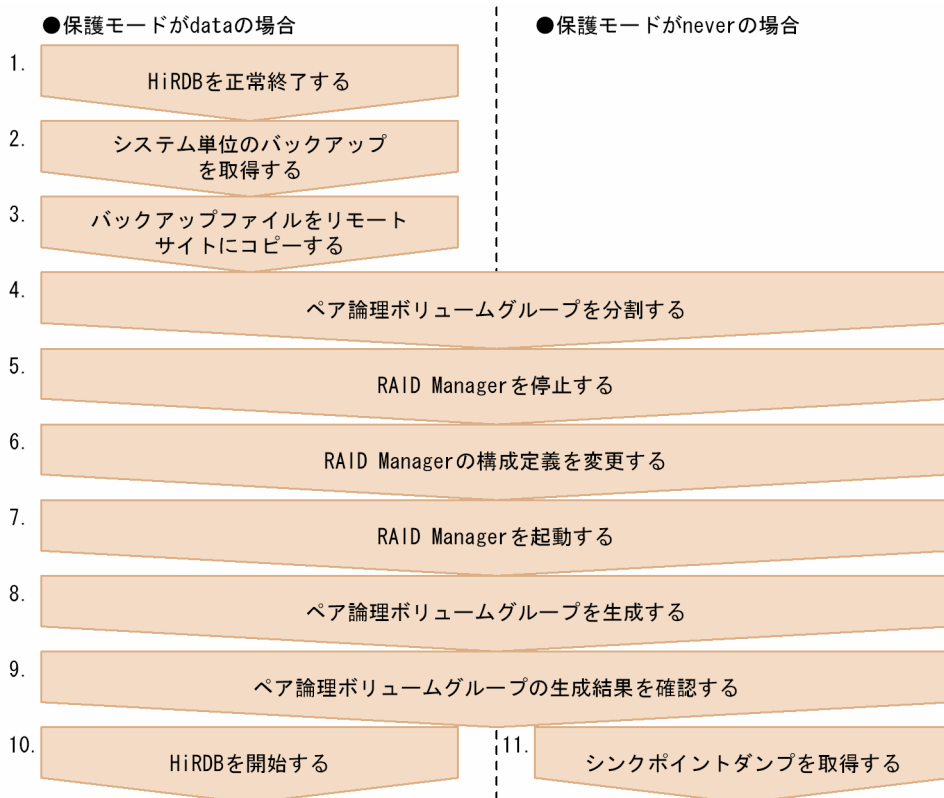 ●保護モードがdataの場合
●保護モードがneverの場合
1. HiRDBを正常終了する
2. システム単位のバックアップ
を取得する
3. バックアップファイルをリモート
サイトにコピーする
4. ペア論理ボリュームグループを分割する
5. RAID Managerを停止する
6. RAID Managerの構成定義を変更する
7. RAID Managerを起動する
8. ペア論理ボリュームグループを生成する
9. ペア論理ボリュームグループの生成結果を確認する
10. HiRDBを開始する
11. シンクポイントダンプを取得する